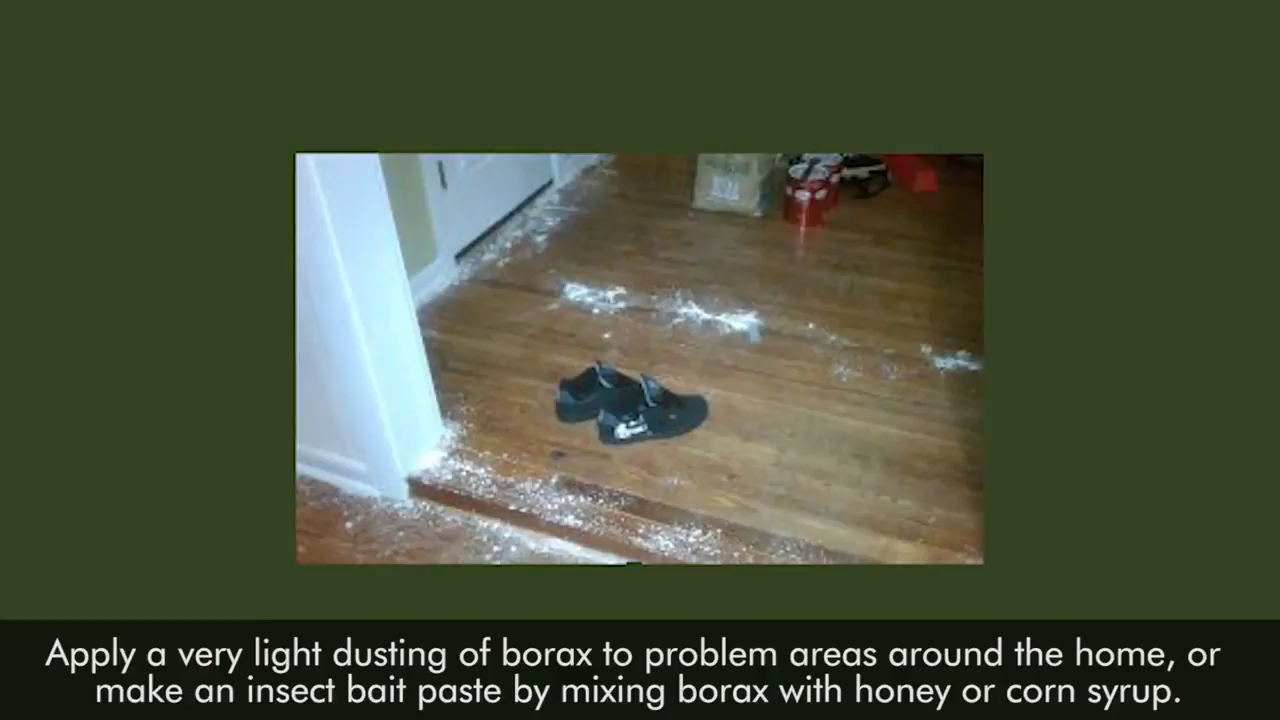 Apply a very light dusting of borax to problem areas around the home, or
make an insect bait paste by mixing borax with honey or corn syrup.